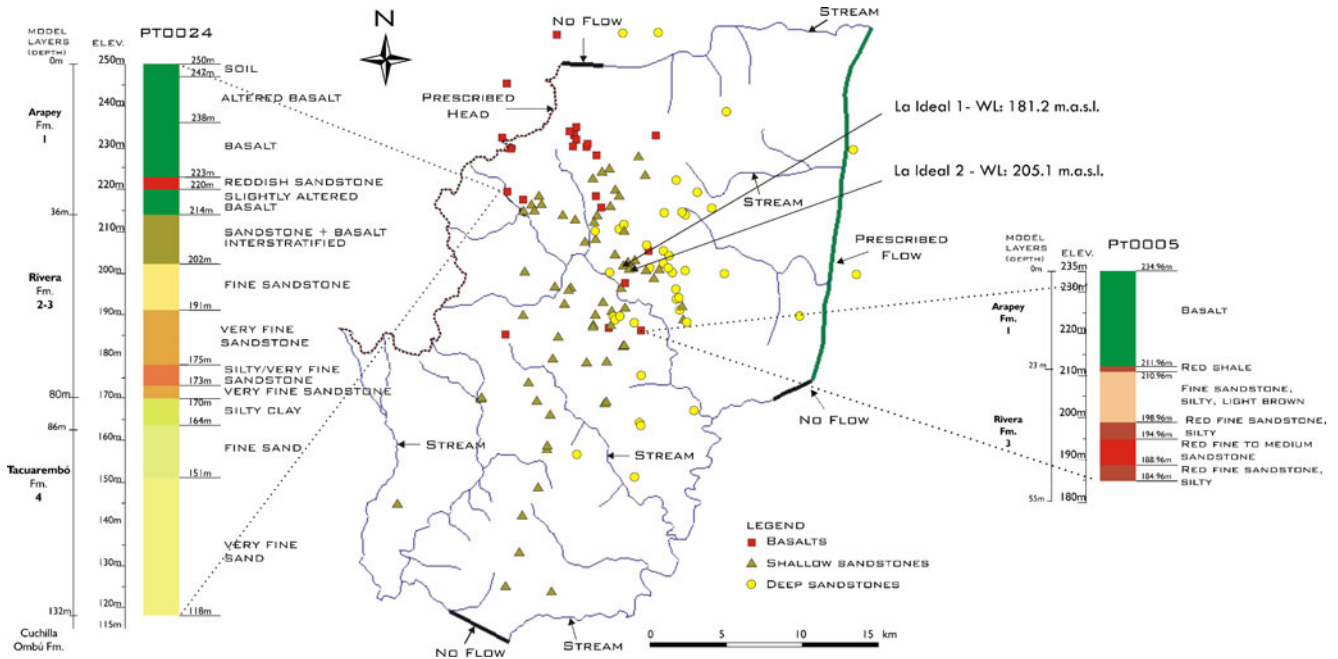 MODEL
LAYERS
(DEPTH)
ELEV.
PT0024
0m
36m
80m
86m
132m
Arapey
Fm.
1
Rivera
Fm.
2-3
Tacuarembó
Fm.
4
Cuchilla
Ombú Fm.
250m
240m
230m
220m
210m
200m
190m
180m
170m
160m
150m
140m
130m
120m
115m
250m
247m
238m
223m
220m
214m
202m
191m
175m
173m
170m
164m
151m
118m
SOIL
ALTERED BASALT
BASALT
REDDISH SANDSTONE
SLIGHTLY ALTERED
BASALT
SANDSTONE + BASALT
INTERSTRATIFIED
FINE SANDSTONE
VERY FINE
SANDSTONE
SILTY/VERY FINE
SANDSTONE
VERY FINE SANDSTONE
SILTY CLAY
FINE SAND
VERY FINE
SAND
N
NO FLOW
STREAM
PRESCRIBED
HEAD
La Ideal 1- WL: 181.2 m.a.s.l.
La Ideal 2 - WL: 205.1 m.a.s.l.
STREAM
PRESCRIBED
FLOW
NO FLOW
STREAM
STREAM
NO FLOW
STREAM
LEGEND
BASALTS
SHALLOW SANDSTONES
DEEP SANDSTONES
0 5 10 15 km
MODEL
LAYERS
(DEPTH)
ELEV.
PT0005
0m
23 m
55m
Arapey
Fm.
1
Rivera
Fm.
3
235m
230m
220m
210m
200m
190m
180m
234.96m
211.96m
210.96m
198.96m
194.96m
188.96m
184.96m
BASALT
RED SHALE
FINE SANDSTONE,
SILTY, LIGHT BROWN
RED FINE SANDSTONE,
SILTY
RED FINE TO MEDIUM
SANDSTONE
RED FINE SANDSTONE,
SILTY